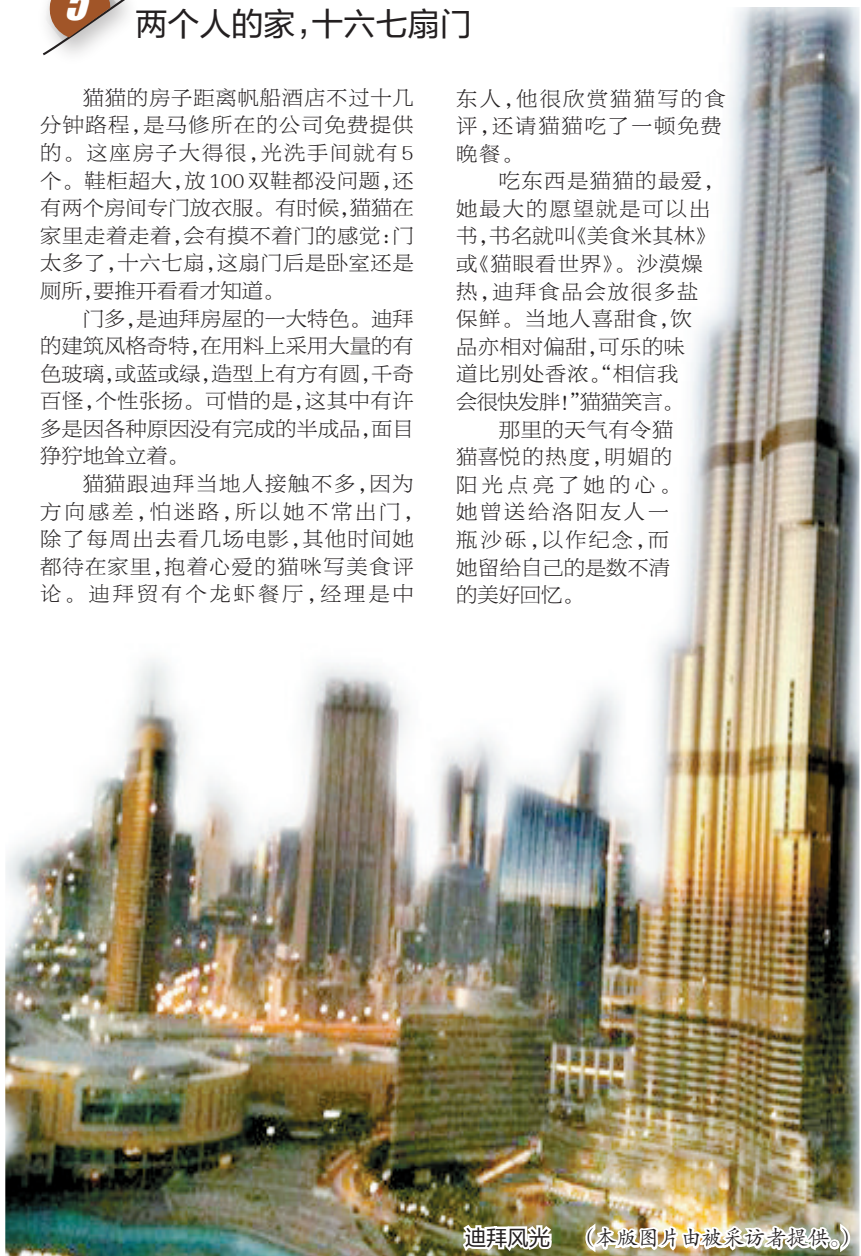 5
两个人的家,十六七扇门
猫猫的房子距离帆船酒店不过十几
分钟路程,是马修所在的公司免费提供
的。这座房子大得很,光洗手间就有5
个。鞋柜超大,放100双鞋都没问题,还
有两个房间专门放衣服。有时候,猫猫在
家里走着走着,会有摸不着门的感觉:门
太多了,十六七扇,这扇门后是卧室还是
厕所,要推开看看才知道。
门多,是迪拜房屋的一大特色。迪拜
的建筑风格奇特,在用料上采用大量的有
色玻璃,或蓝或绿,造型上有方有圆,千奇
百怪,个性张扬。可惜的是,这其中有许
多是因各种原因没有完成的半成品,面目
狰狞地耸立着。
猫猫跟迪拜当地人接触不多,因为
方向感差,怕迷路,所以她不常出门,
除了每周出去看几场电影,其他时间她
都待在家里,抱着心爱的猫咪写美食评
论。迪拜贸有个龙虾餐厅,经理是中
东人,他很欣赏猫猫写的食
评,还请猫猫吃了一顿免费
晚餐。
吃东西是猫猫的最爱,
她最大的愿望就是可以出
书,书名就叫《美食米其林》
或《猫眼看世界》。沙漠燥
热,迪拜食品会放很多盐
保鲜。当地人喜甜食,饮
品亦相对偏甜,可乐的味
道比别处香浓。“相信我
会很快发胖!”猫猫笑言。
那里的天气有令猫
猫喜悦的热度,明媚的
阳光点亮了她的心。
她曾送给洛阳友人一
瓶沙砾,以作纪念,而
她留给自己的是数不清
的美好回忆。
迪拜风光 (本版图片由被采访者提供。)